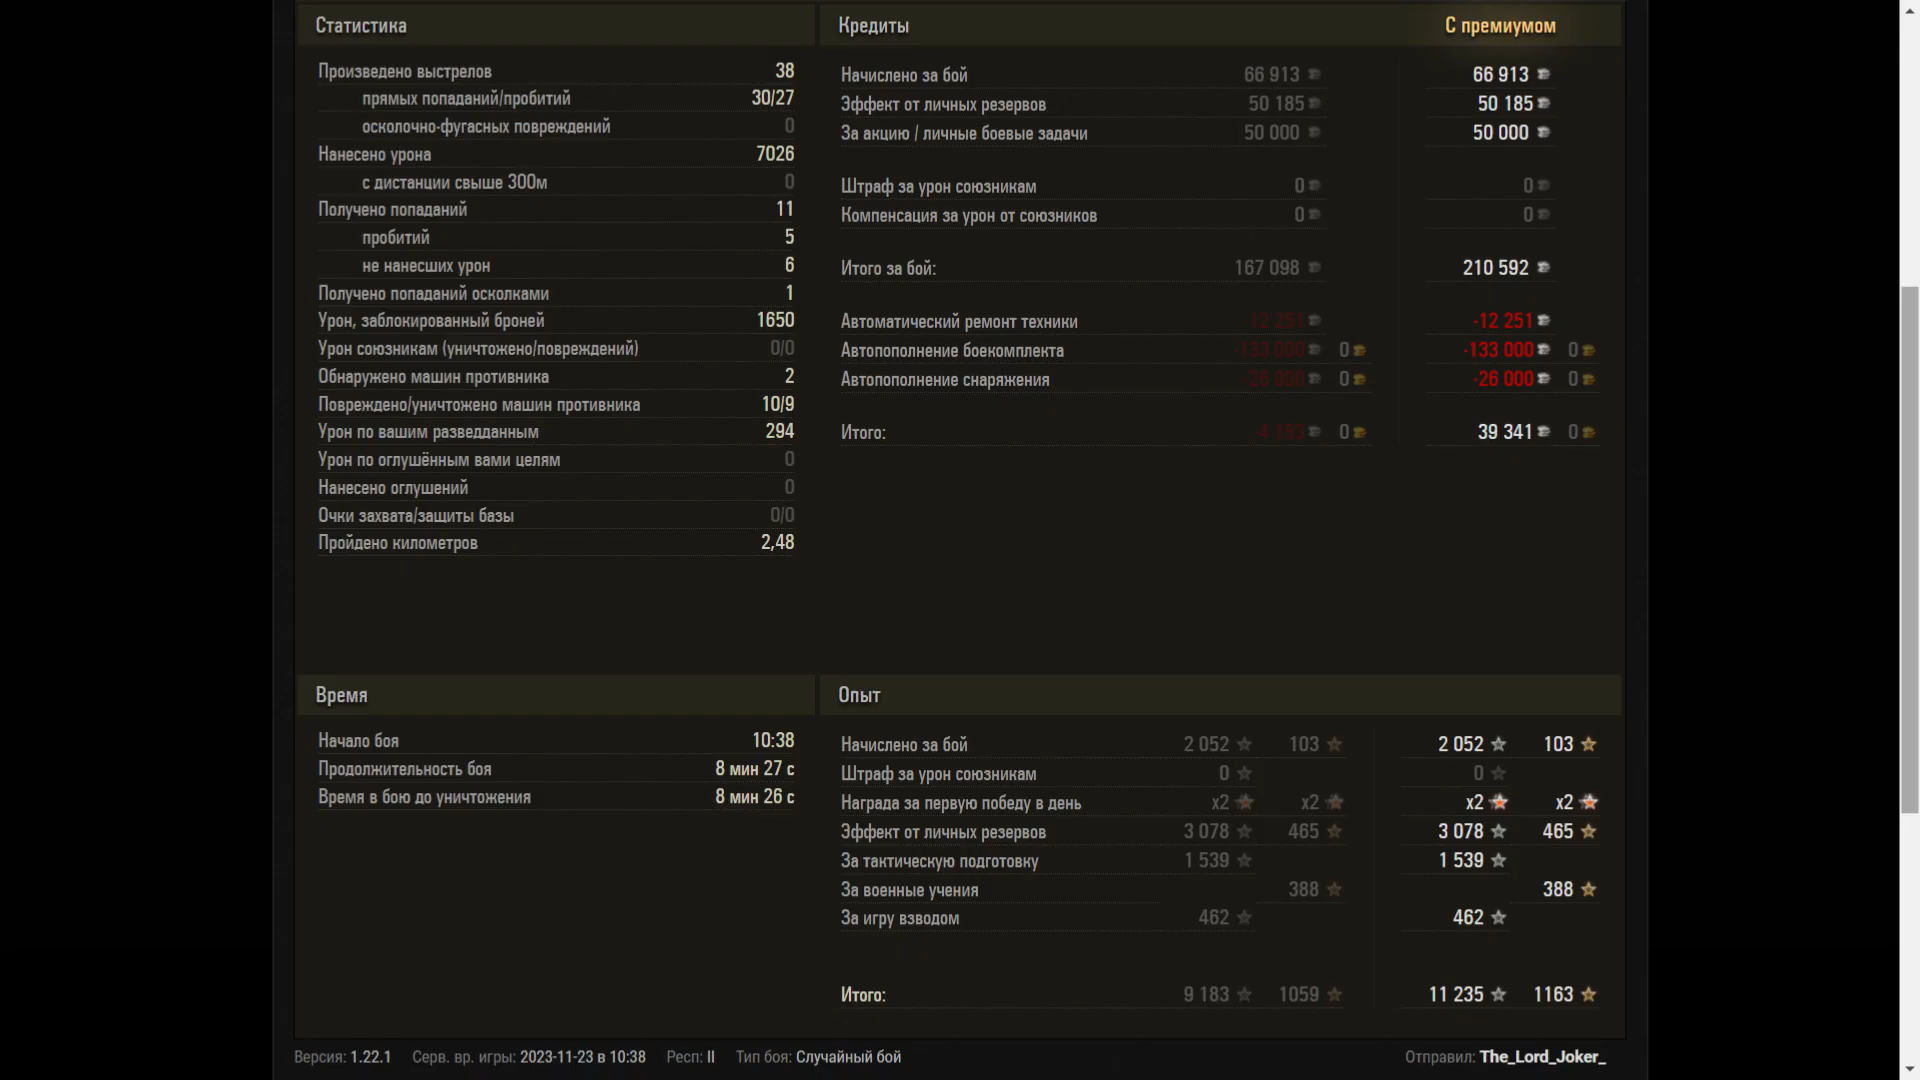 Статистика
Произведено выстрелов 38
прямых попаданий/пробитий 30/27
осколочно-фугасных повреждений 0
Нанесено урона 7026
с дистанции свыше 300м 0
Получено попаданий 11
пробитий 5
не нанесших урон 6
Получено попаданий осколками 1
Урон, заблокированный броней 1650
Урон союзникам (уничтожено/повреждений) 0/0
Обнаружено машин противника 2
Повреждено/уничтожено машин противника 10/9
Урон по вашим разведданным 294
Урон по оглушённым вами целям 0
Нанесено оглушений 0
Очки захвата/защиты базы 0/0
Пройдено километров 2,48
Кредиты С премиумом
Начислено за бой 66 913 66 913
Эффект от личных резервов 50 185 50 185
За акцию / личные боевые задачи 50 000 50 000
Штраф за урон союзникам 0 0
Компенсация за урон от союзников 0 0
Итого за бой: 167 098 210 592
Автоматический ремонт техники -12 251 -12 251
Автопополнение боекомплекта -133 000 0 -133 000 0
Автопополнение снаряжения -26 000 0 -26 000 0
Итого: -4 153 0 39 341 0
Время
Начало боя 10:38
Продолжительность боя 8 мин 27 с
Время в бою до уничтожения 8 мин 26 с
Опыт
Начислено за бой 2 052 103 2 052 103
Штраф за урон союзникам 0 0
Награда за первую победу в день x2 x2 x2 x2
Эффект от личных резервов 3 078 465 3 078 465
За тактическую подготовку 1 539 1 539
За военные учения 388 388
За игру взводом 462 462
Итого: 9 183 1059 11 235 1163
Версия: 1.22.1 Серв. вр. игры: 2023-11-23 в 10:38 Респ: II Тип боя: Случайный бой Отправил: The_Lord_Joker_